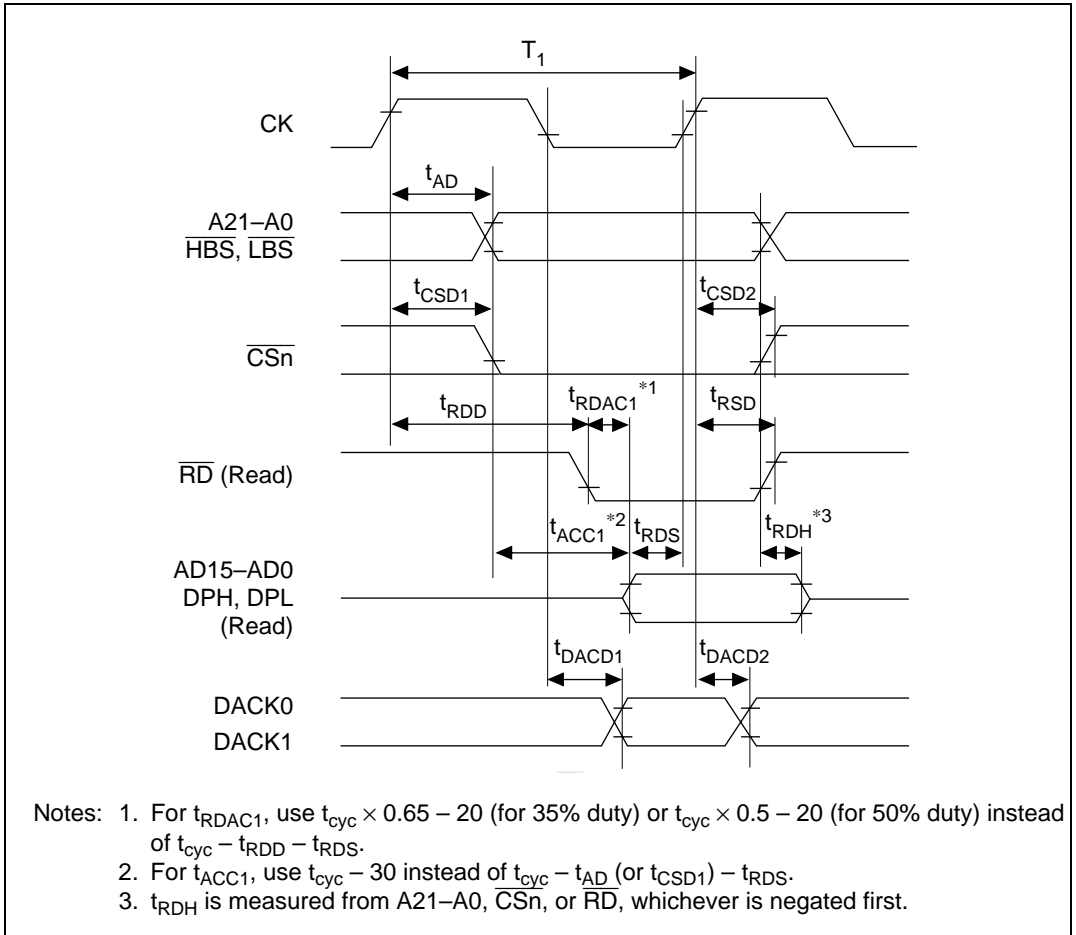 T1
CK
tAD
A21–A0
HBS, LBS
tCSD1
tCSD2
CSn
tRDD
tRDAC1*1
tRSD
RD (Read)
tACC1*2
tRDS
tRDH*3
AD15–AD0
DPH, DPL
(Read)
tDACD1
tDACD2
DACK0
DACK1
Notes: 1. For tRDAC1, use tcyc × 0.65 – 20 (for 35% duty) or tcyc × 0.5 – 20 (for 50% duty) instead
of tcyc – tRDD – tRDS.
2. For tACC1, use tcyc – 30 instead of tcyc – tAD (or tCSD1) – tRDS.
3. tRDH is measured from A21–A0, CSn, or RD, whichever is negated first.